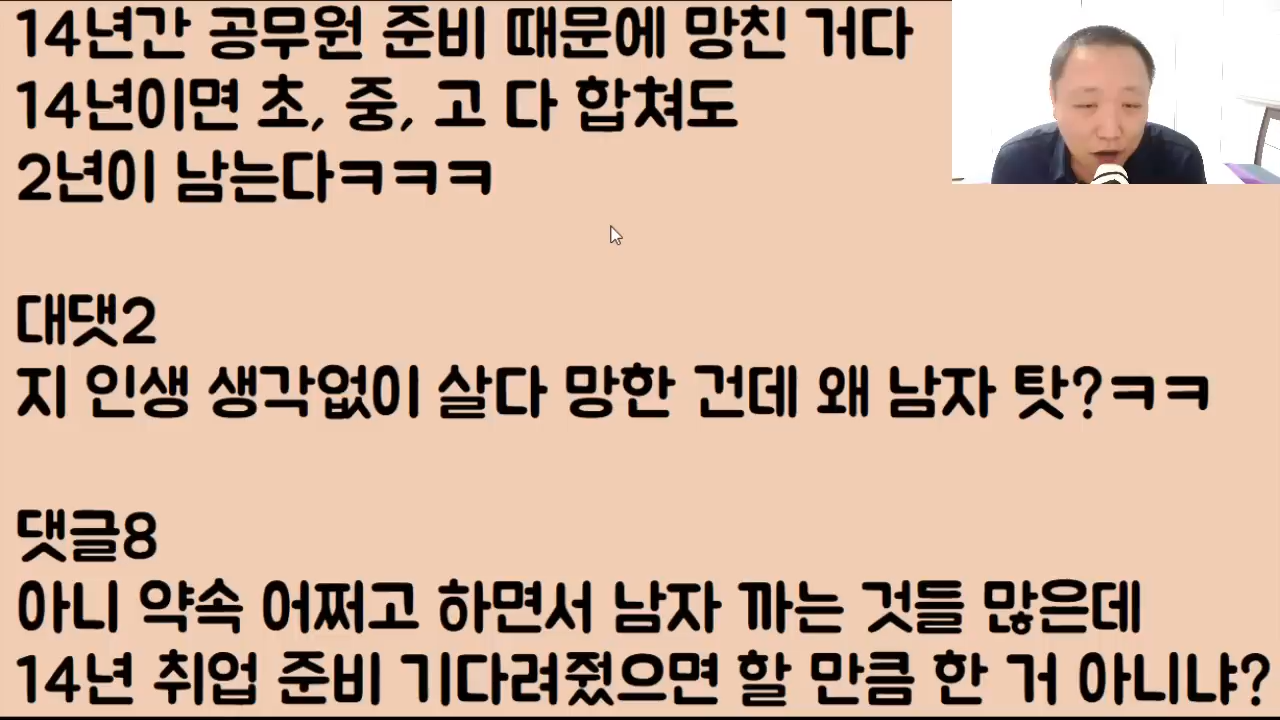 14년간 공무원 준비 때문에 망친 거다
14년이면 초, 중, 고 다 합쳐도
2년이 남는다ㅋㅋㅋ
대댓2
지 인생 생각없이 살다 망한 건데 왜 남자 탓?ㅋㅋ
댓글8
아니 약속 어쩌고 하면서 남자 까는 것들 많은데
14년 취업 준비 기다려줬으면 할 만큼 한 거 아니냐?